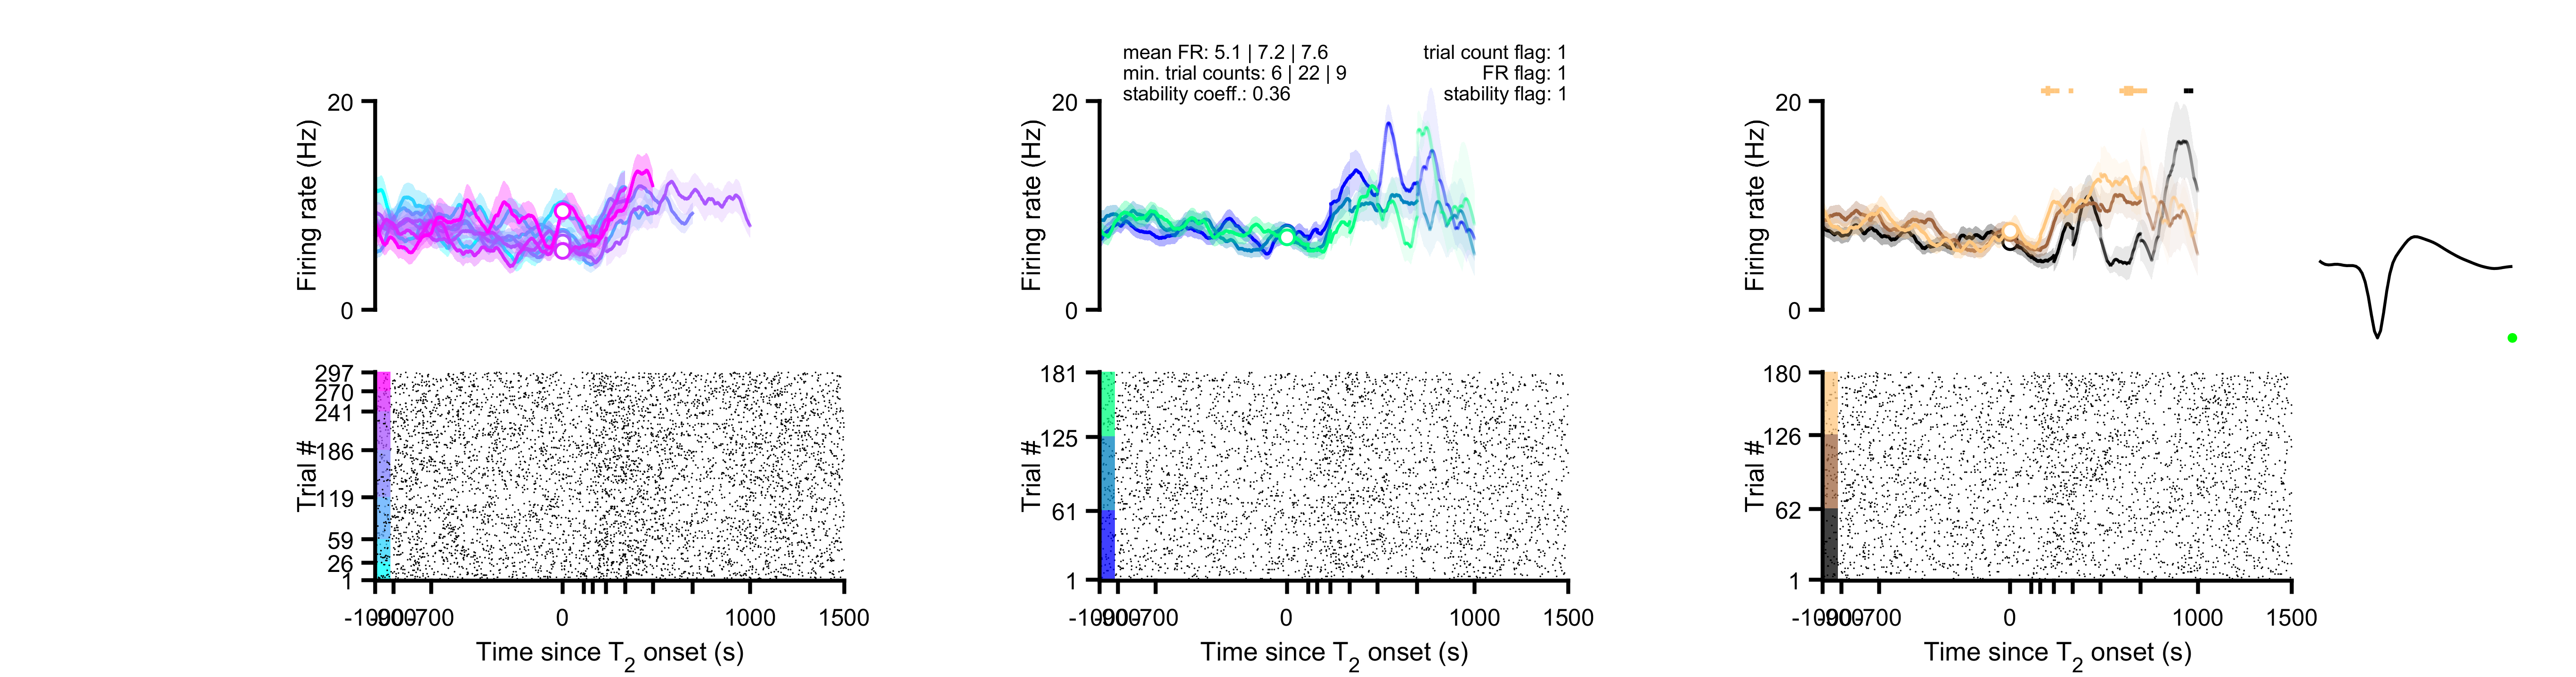 mean FR: 5.1 | 7.2 | 7.6
min. trial counts: 6 | 22 | 9
stability coeff.: 0.36
trial count flag: 1
FR flag: 1
stability flag: 1
20
Firing rate (Hz)
0
20
Firing rate (Hz)
0
20
Firing rate (Hz)
0
297
270
241
186
119
59
26
1
Trial #
0
1000
1500
Time since T2 onset (s)
181
125
61
1
Trial #
0
1000
1500
Time since T2 onset (s)
180
126
62
1
Trial #
0
1000
1500
Time since T2 onset (s)